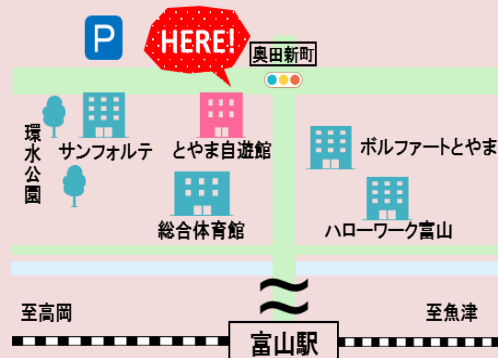 P
HERE!
奥田新町
環水公園
サンフォルテ
とやま自遊館
ボルファートとやま
総合体育館
ハローワーク富山
至高岡
至魚津
富山駅